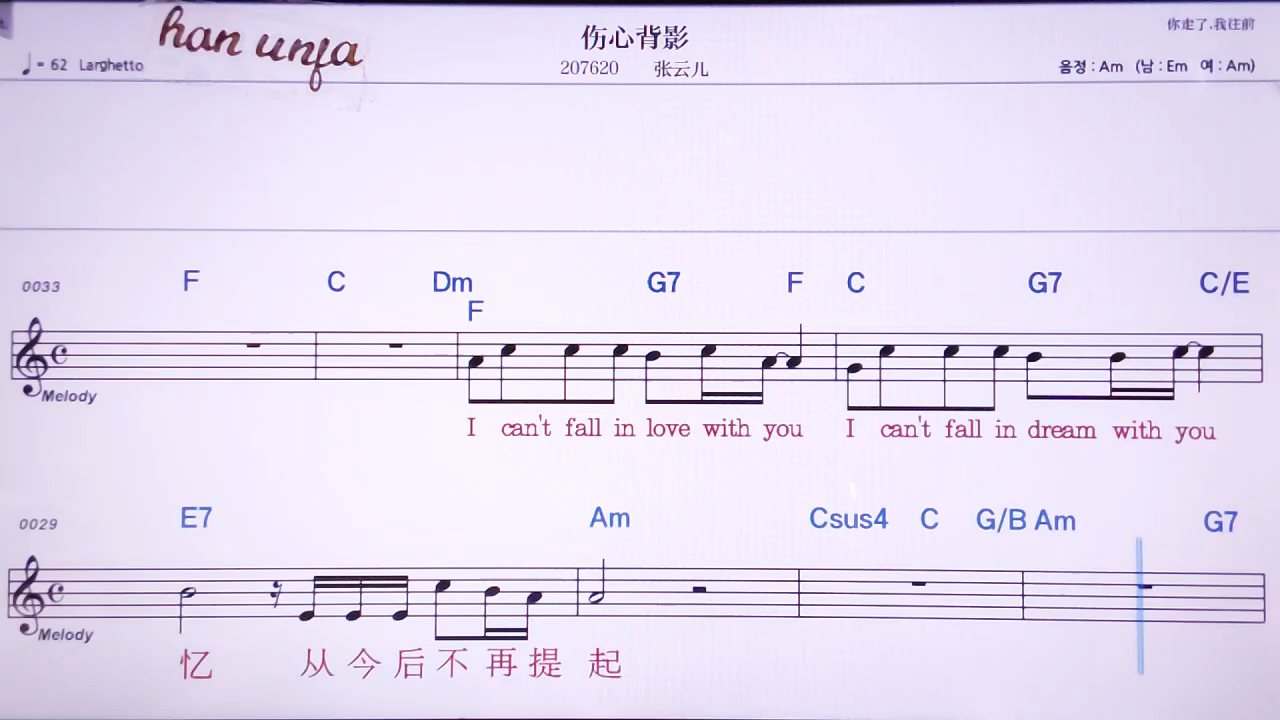 han unfa
伤心背影
你走了,我往前
♩= 62 Larghetto
207620 张云儿
음정 : Am (남 : Em 여 : Am)
0033 F C Dm G7 F C G7 C/E
F
Melody
I can't fall in love with you I can't fall in dream with you
0029 E7 Am Csus4 C G/B Am G7
Melody
忆 从今后不再提起